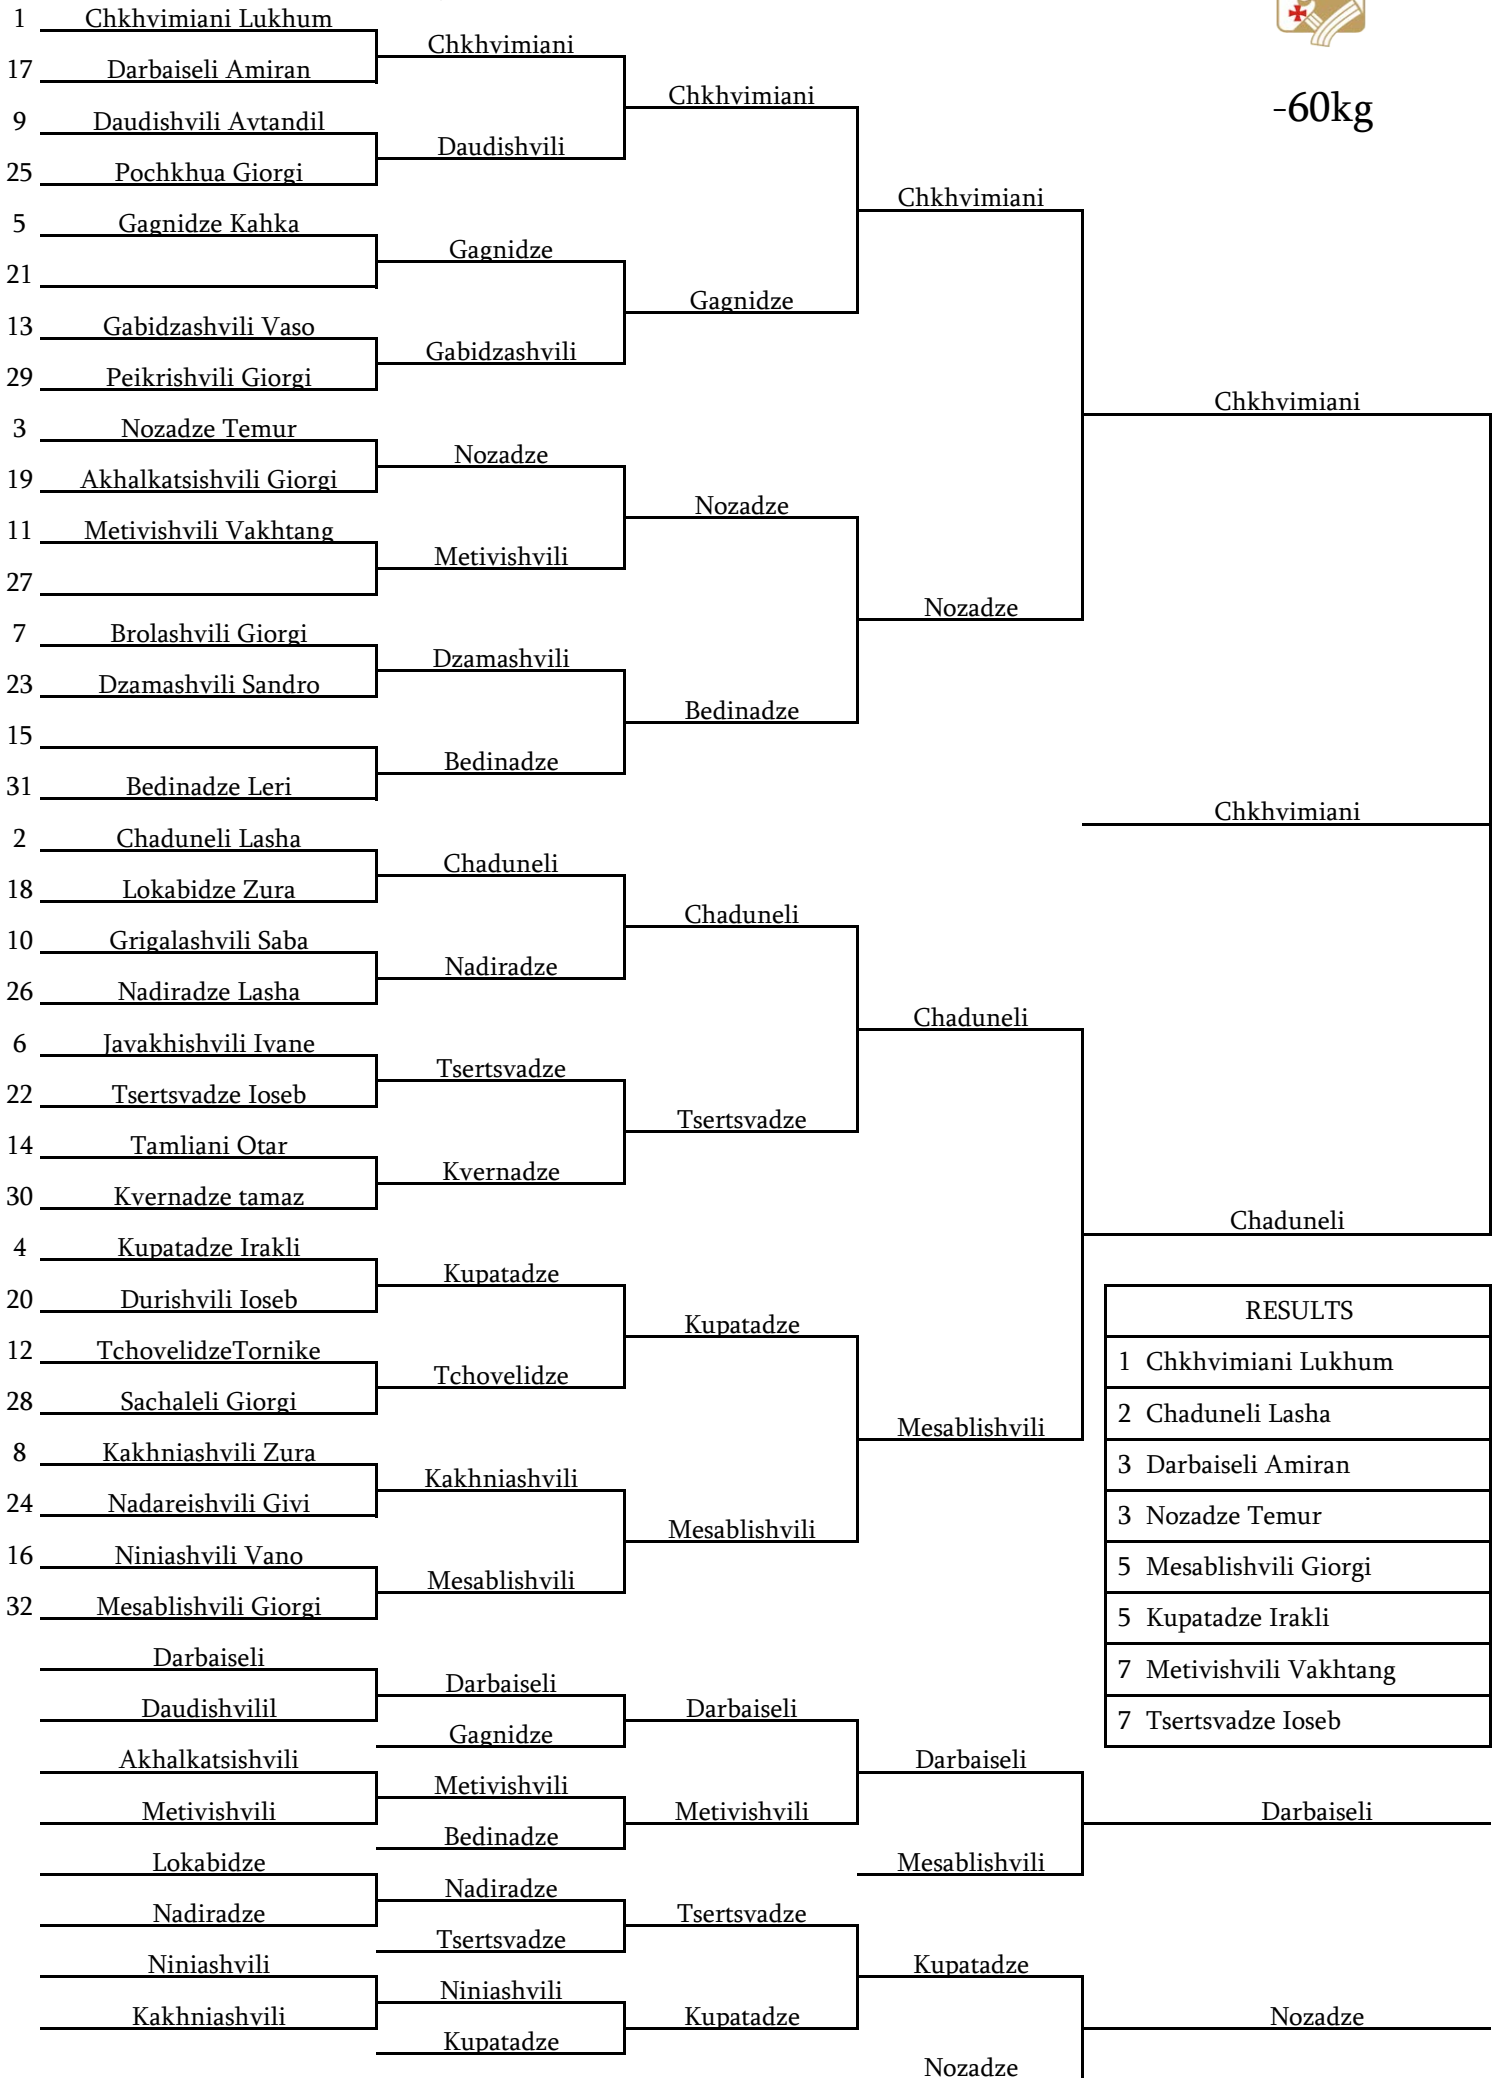 -60kg
1 Chkhvimiani Lukhum
17 Darbaiseli Amiran
9 Daudishvili Avtandil
25 Pochkhua Giorgi
5 Gagnidze Kahka
21
13 Gabidzashvili Vaso
29 Peikrishvili Giorgi
3 Nozadze Temur
19 Akhalkatsishvili Giorgi
11 Metivishvili Vakhtang
27
7 Brolashvili Giorgi
23 Dzamashvili Sandro
15
31 Bedinadze Leri
2 Chaduneli Lasha
18 Lokabidze Zura
10 Grigalashvili Saba
26 Nadiradze Lasha
6 Javakhishvili Ivane
22 Tsertsvadze Ioseb
14 Tamliani Otar
30 Kvernadze tamaz
4 Kupatadze Irakli
20 Durishvili Ioseb
12 TchovelidzeTornike
28 Sachaleli Giorgi
8 Kakhniashvili Zura
24 Nadareishvili Givi
16 Niniashvili Vano
32 Mesablishvili Giorgi
Chkhvimiani
Daudishvili
Gagnidze
Gabidzashvili
Nozadze
Metivishvili
Dzamashvili
Bedinadze
Chaduneli
Nadiradze
Tsertsvadze
Kvernadze
Kupatadze
Tchovelidze
Kakhniashvili
Mesablishvili
Chkhvimiani
Gagnidze
Nozadze
Bedinadze
Chaduneli
Tsertsvadze
Kupatadze
Mesablishvili
Chkhvimiani
Nozadze
Chaduneli
Mesablishvili
Chkhvimiani
Chkhvimiani
Chaduneli
RESULTS
1 Chkhvimiani Lukhum
2 Chaduneli Lasha
3 Darbaiseli Amiran
3 Nozadze Temur
5 Mesablishvili Giorgi
5 Kupatadze Irakli
7 Metivishvili Vakhtang
7 Tsertsvadze Ioseb
Darbaiseli
Daudishvilil
Akhalkatsishvili
Metivishvili
Lokabidze
Nadiradze
Niniashvili
Kakhniashvili
Darbaiseli
Gagnidze
Metivishvili
Bedinadze
Nadiradze
Tsertsvadze
Niniashvili
Kupatadze
Darbaiseli
Metivishvili
Tsertsvadze
Kupatadze
Darbaiseli
Mesablishvili
Kupatadze
Nozadze
Darbaiseli
Nozadze